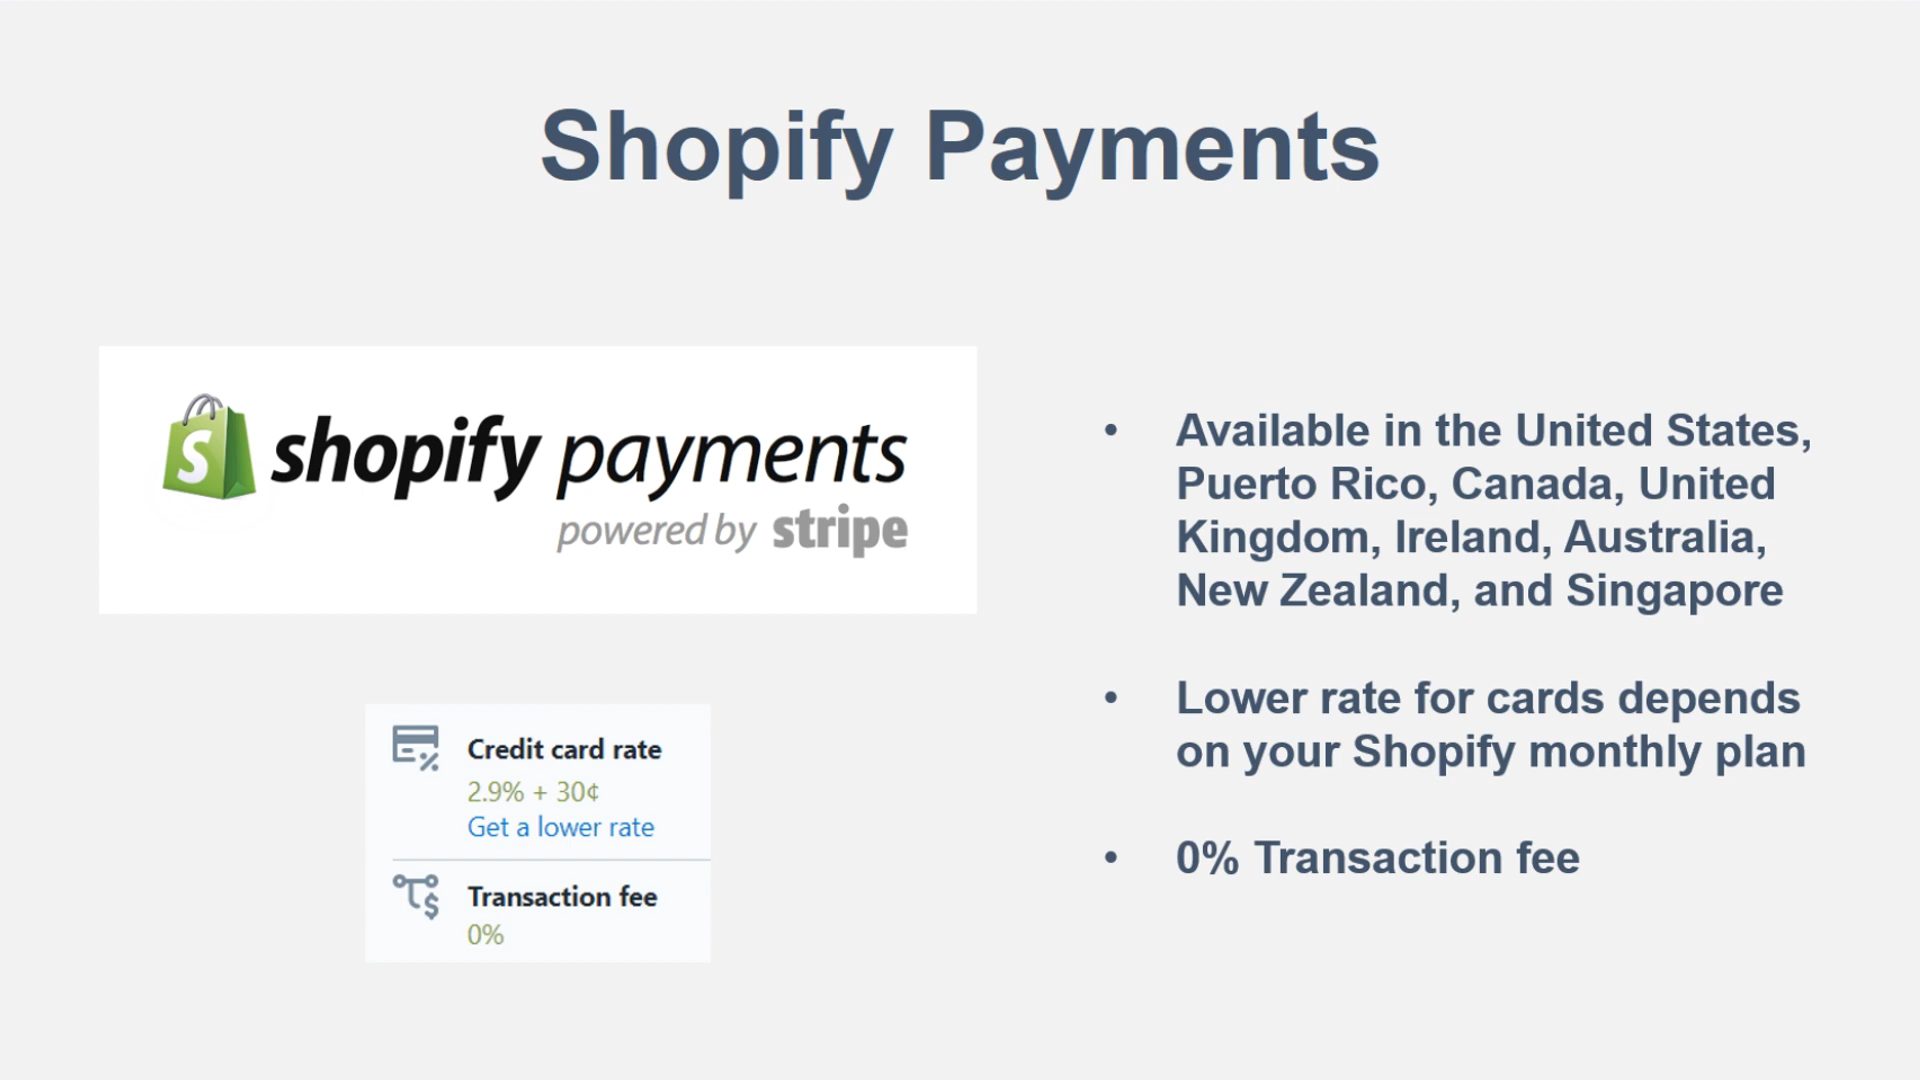 Shopify Payments
shopify payments
powered by stripe
Credit card rate
2.9% + 30¢
Get a lower rate
Transaction fee
0%
• Available in the United States,
Puerto Rico, Canada, United
Kingdom, Ireland, Australia,
New Zealand, and Singapore
• Lower rate for cards depends
on your Shopify monthly plan
• 0% Transaction fee